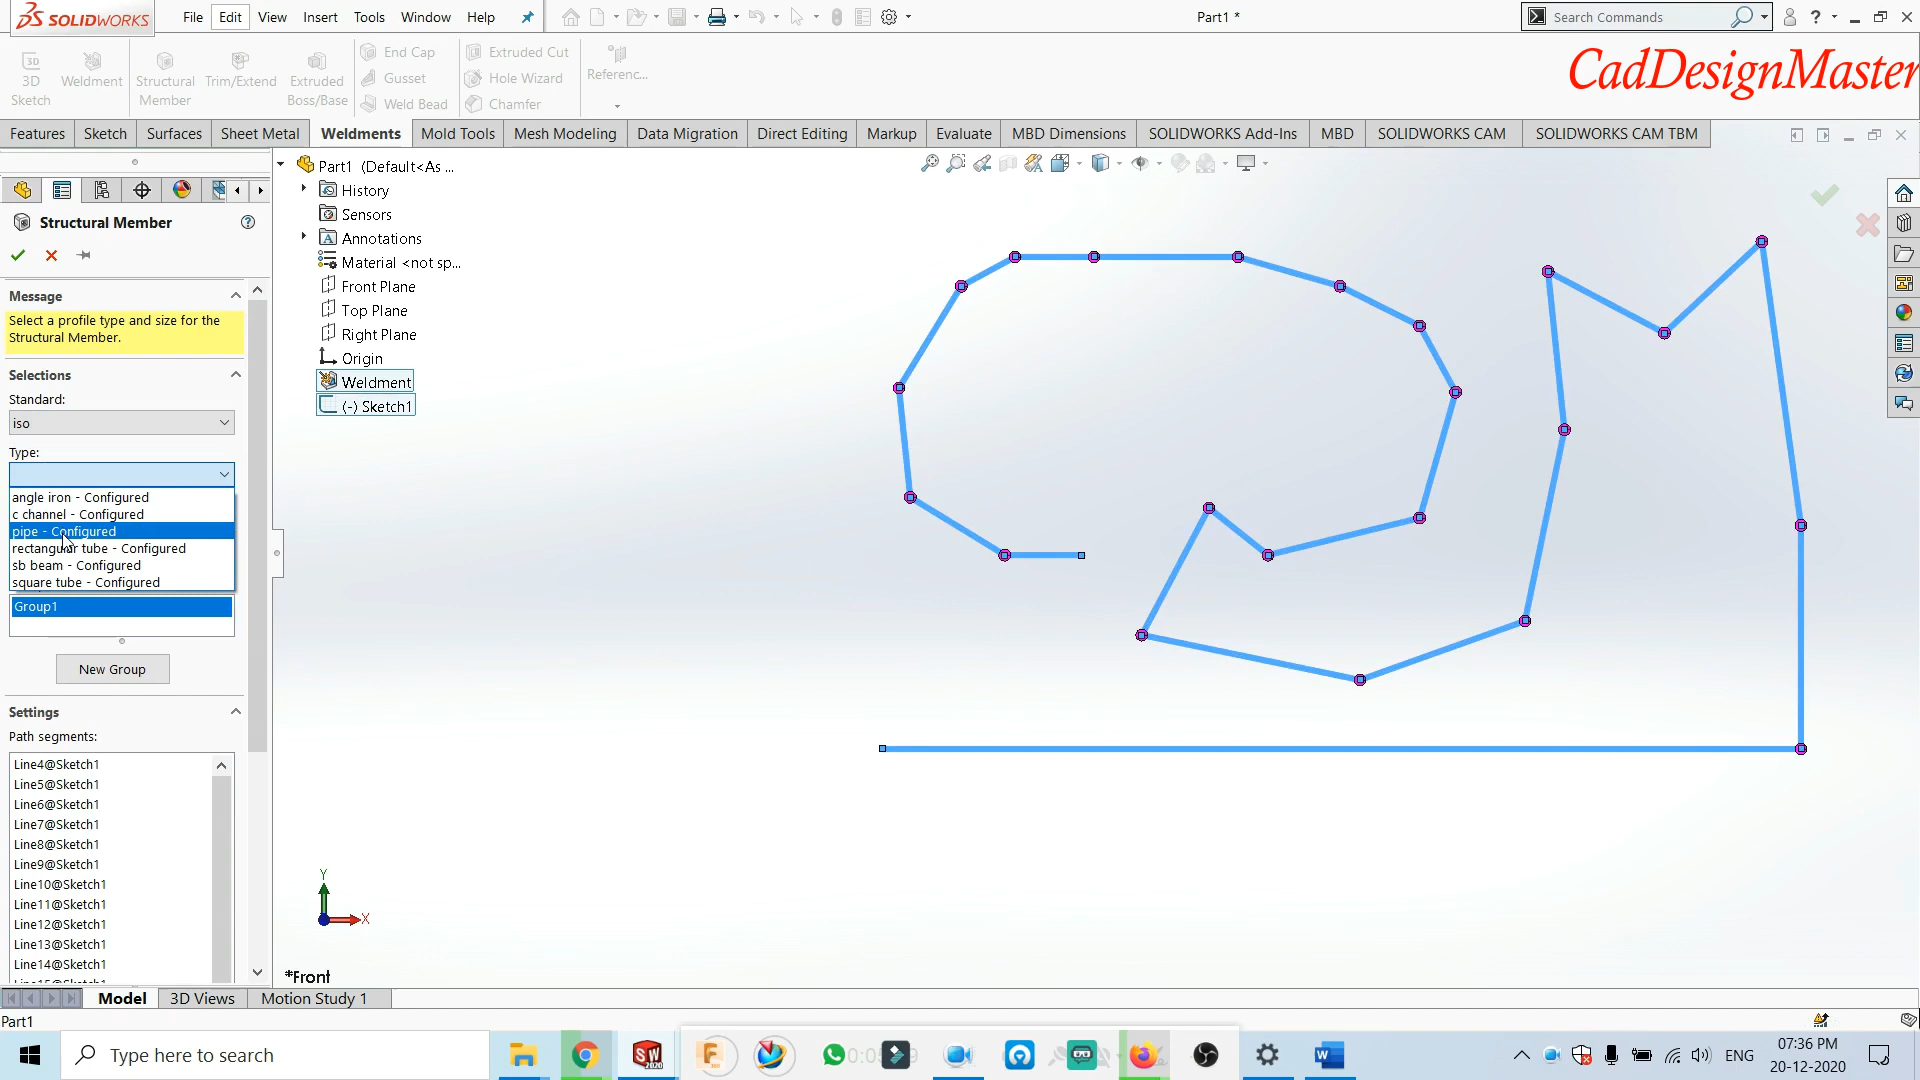 SOLIDWORKS
File Edit View Insert Tools Window Help
Part1 *
Search Commands
CadDesignMaster
3D Sketch
Weldment
Structural Member
Trim/Extend
Extruded Boss/Base
End Cap
Gusset
Weld Bead
Extruded Cut
Hole Wizard
Chamfer
Referenc...
Features Sketch Surfaces Sheet Metal Weldments Mold Tools Mesh Modeling Data Migration Direct Editing Markup Evaluate MBD Dimensions SOLIDWORKS Add-Ins MBD SOLIDWORKS CAM SOLIDWORKS CAM TBM
Structural Member
Message
Select a profile type and size for the
Structural Member.
Selections
Standard:
iso
Type:
angle iron - Configured
c channel - Configured
pipe - Configured
rectangular tube - Configured
sb beam - Configured
square tube - Configured
Group1
New Group
Settings
Path segments:
Line4@Sketch1
Line5@Sketch1
Line6@Sketch1
Line7@Sketch1
Line8@Sketch1
Line9@Sketch1
Line10@Sketch1
Line11@Sketch1
Line12@Sketch1
Line13@Sketch1
Line14@Sketch1
Part1 (Default<As ...
History
Sensors
Annotations
Material <not sp...
Front Plane
Top Plane
Right Plane
Origin
Weldment
(-) Sketch1
Y
X
*Front
Model 3D Views Motion Study 1
Part1
Type here to search
SW
2020
ENG
07:36 PM
20-12-2020